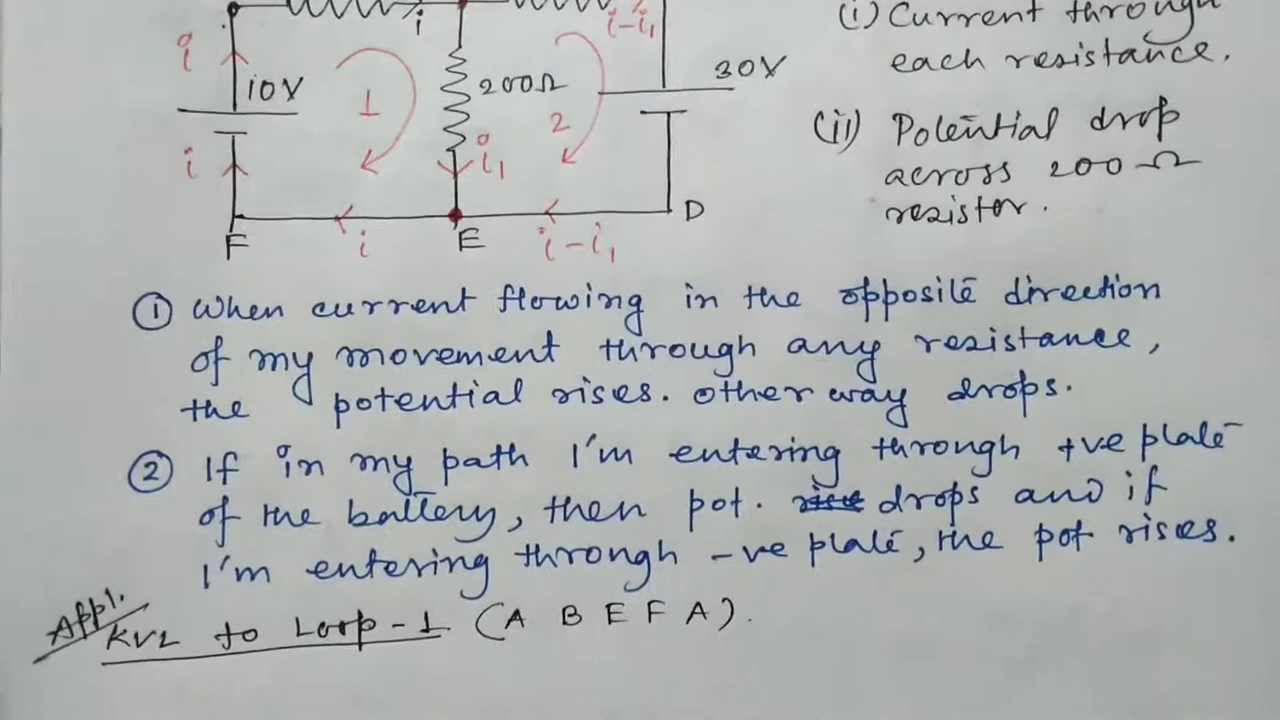 i
i-i₁
(i) Current through
each resistance.
i
10V
1
200Ω
2
30V
(ii) Potential drop
across 200 Ω
resistor.
i
i₁
D
F
i
E
i-i₁
① When current flowing in the opposite direction
of my movement through any resistance,
the potential rises. other way drops.
② If in my path I'm entering through +ve plate
of the battery, then pot. rise drops and if
I'm entering through -ve plate, the pot rises.
Appl.
KVL to Loop-1 (A B E F A).